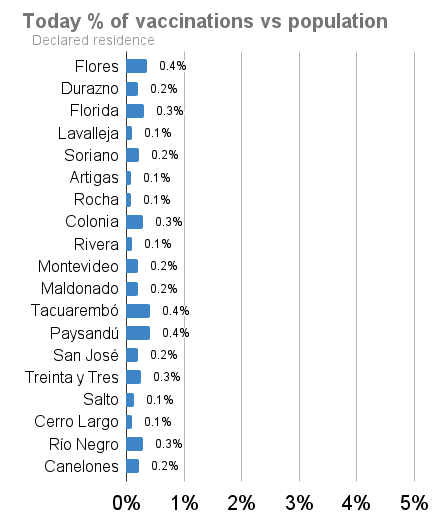 Today % of vaccinations vs population
Declared residence
Flores 0.4%
Durazno 0.2%
Florida 0.3%
Lavalleja 0.1%
Soriano 0.2%
Artigas 0.1%
Rocha 0.1%
Colonia 0.3%
Rivera 0.1%
Montevideo 0.2%
Maldonado 0.2%
Tacuarembó 0.4%
Paysandú 0.4%
San José 0.2%
Treinta y Tres 0.3%
Salto 0.1%
Cerro Largo 0.1%
Río Negro 0.3%
Canelones 0.2%
0% 1% 2% 3% 4% 5%